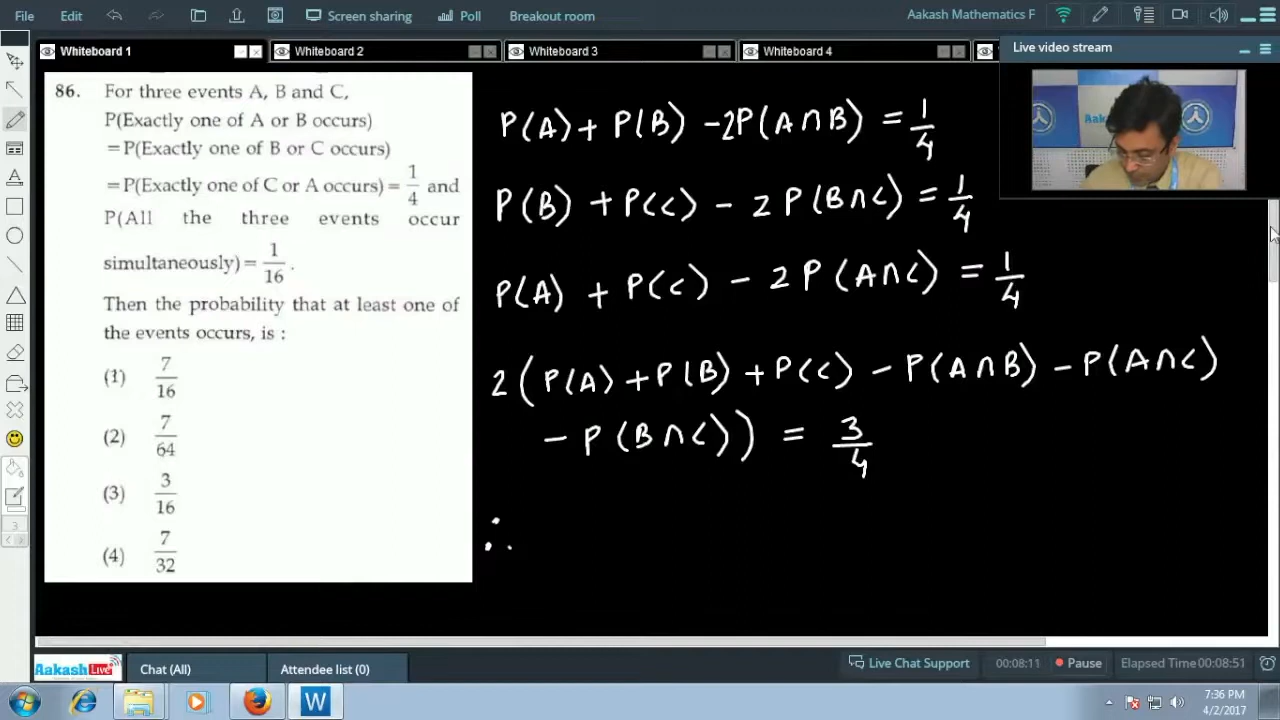 File Edit Screen sharing Poll Breakout room Aakash Mathematics F
Whiteboard 1 Whiteboard 2 Whiteboard 3 Whiteboard 4
Live video stream
Aakash
86. For three events A, B and C,
P(Exactly one of A or B occurs)
=P(Exactly one of B or C occurs)
=P(Exactly one of C or A occurs) = 1/4 and
P(All the three events occur
simultaneously) = 1/16 .
Then the probability that at least one of
the events occurs, is :
(1) 7/16
(2) 7/64
(3) 3/16
(4) 7/32
P(A) + P(B) - 2P(A∩B) = 1/4
P(B) + P(C) - 2P(B∩C) = 1/4
P(A) + P(C) - 2P(A∩C) = 1/4
2(P(A) + P(B) + P(C) - P(A∩B) - P(A∩C)
- P(B∩C)) = 3/4
∴
3
Aakash Live Chat (All) Attendee list (0) Live Chat Support 00:08:11 Pause Elapsed Time 00:08:51
W
7:36 PM
4/2/2017